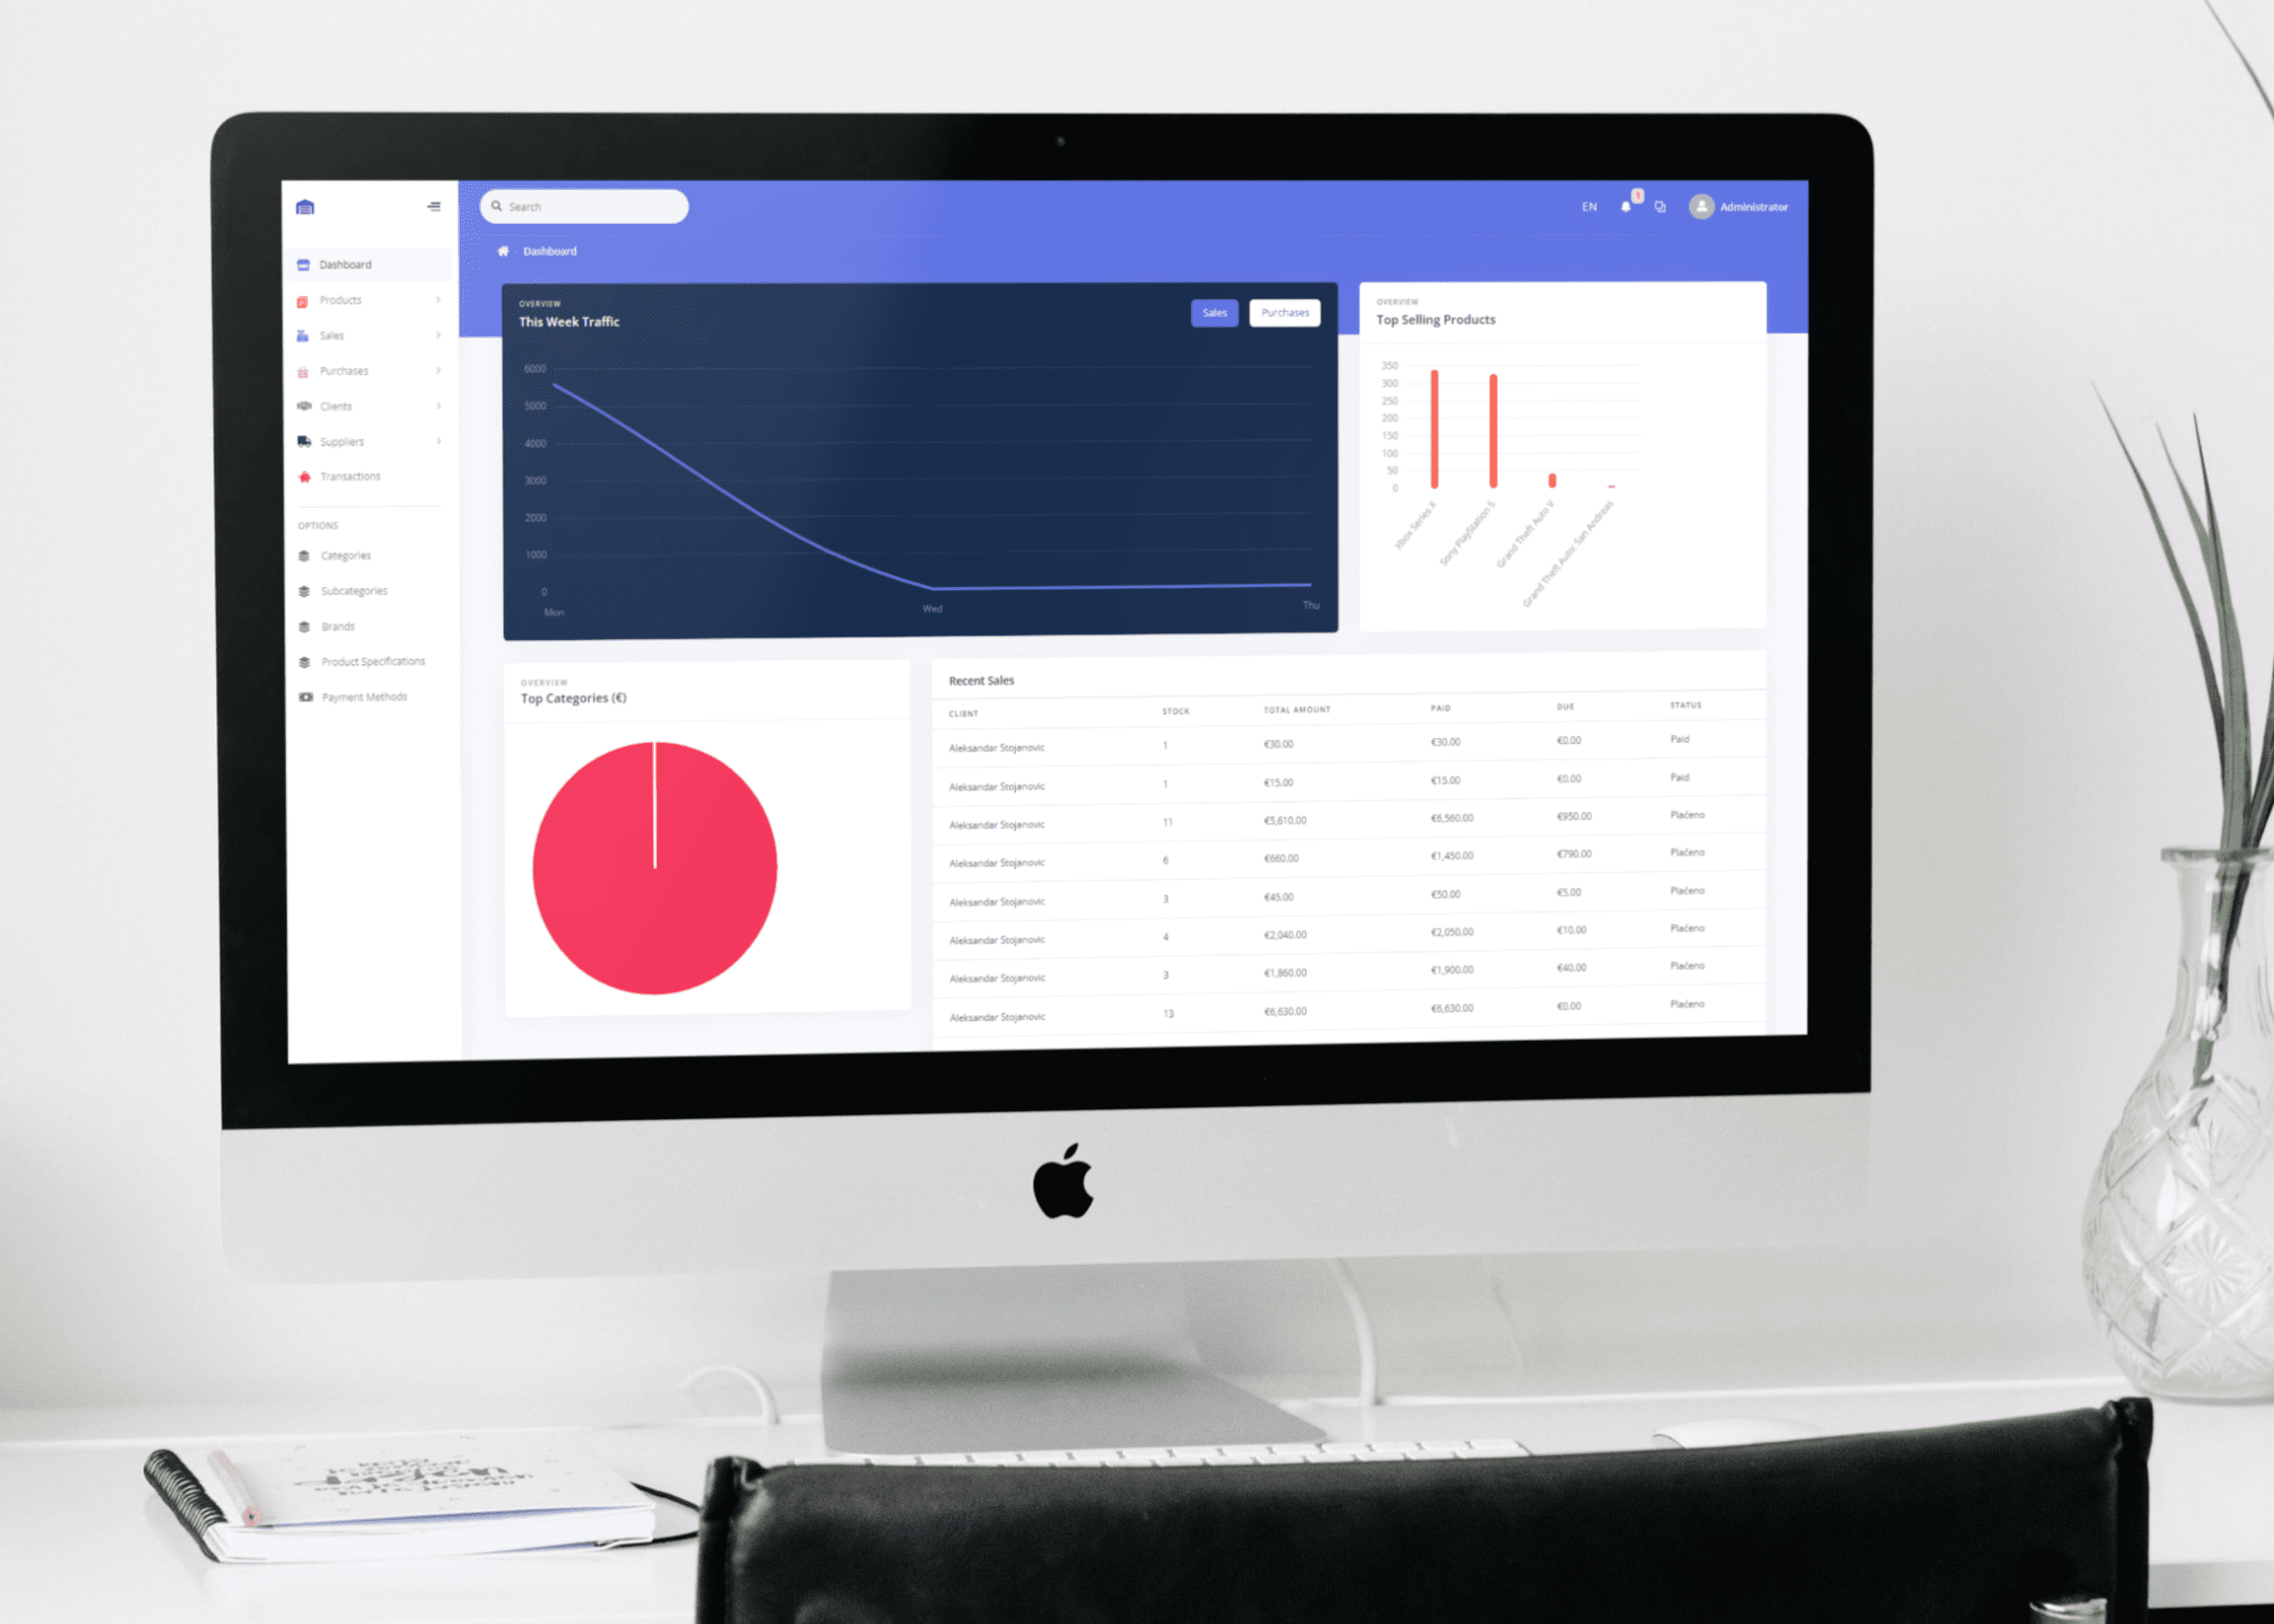 Search
EN
1
Administrator
Dashboard
Dashboard
Products
Sales
Purchases
Clients
Suppliers
Transactions
OPTIONS
Categories
Subcategories
Brands
Product Specifications
Payment Methods
OVERVIEW
This Week Traffic
Sales
Purchases
6000
5000
4000
3000
2000
1000
0
Mon
Wed
Thu
OVERVIEW
Top Selling Products
350
300
250
200
150
100
50
0
Xbox Series X
Sony PlayStation 5
Grand Theft Auto V
Grand Theft Auto: San Andreas
OVERVIEW
Top Categories (€)
Recent Sales
CLIENT STOCK TOTAL AMOUNT PAID DUE STATUS
Aleksandar Stojanovic 1 €30.00 €30.00 €0.00 Paid
Aleksandar Stojanovic 1 €15.00 €15.00 €0.00 Paid
Aleksandar Stojanovic 11 €5,610.00 €6,560.00 €950.00 Plaćeno
Aleksandar Stojanovic 6 €660.00 €1,450.00 €790.00 Plaćeno
Aleksandar Stojanovic 3 €45.00 €50.00 €5.00 Plaćeno
Aleksandar Stojanovic 4 €2,040.00 €2,050.00 €10.00 Plaćeno
Aleksandar Stojanovic 3 €1,860.00 €1,900.00 €40.00 Plaćeno
Aleksandar Stojanovic 13 €6,630.00 €6,630.00 €0.00 Plaćeno